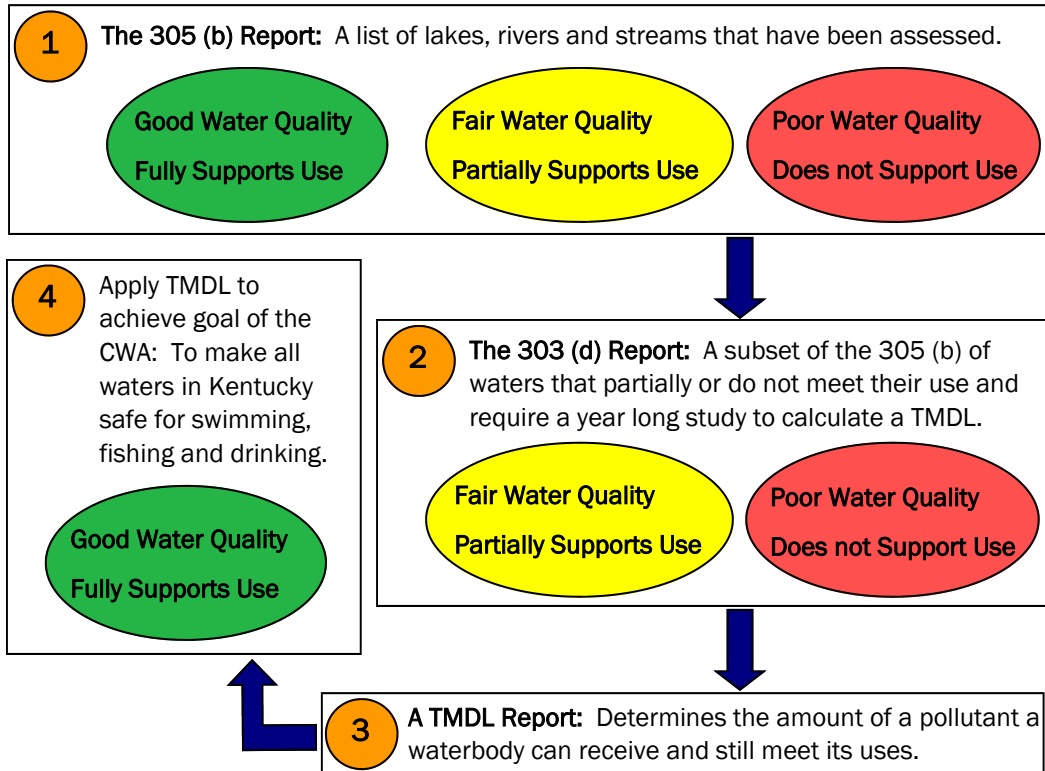 1
The 305 (b) Report: A list of lakes, rivers and streams that have been assessed.
Good Water Quality
Fully Supports Use
Fair Water Quality
Partially Supports Use
Poor Water Quality
Does not Support Use
2
The 303 (d) Report: A subset of the 305 (b) of
waters that partially or do not meet their use and
require a year long study to calculate a TMDL.
Fair Water Quality
Partially Supports Use
Poor Water Quality
Does not Support Use
3
A TMDL Report: Determines the amount of a pollutant a
waterbody can receive and still meet its uses.
4
Apply TMDL to
achieve goal of the
CWA: To make all
waters in Kentucky
safe for swimming,
fishing and drinking.
Good Water Quality
Fully Supports Use